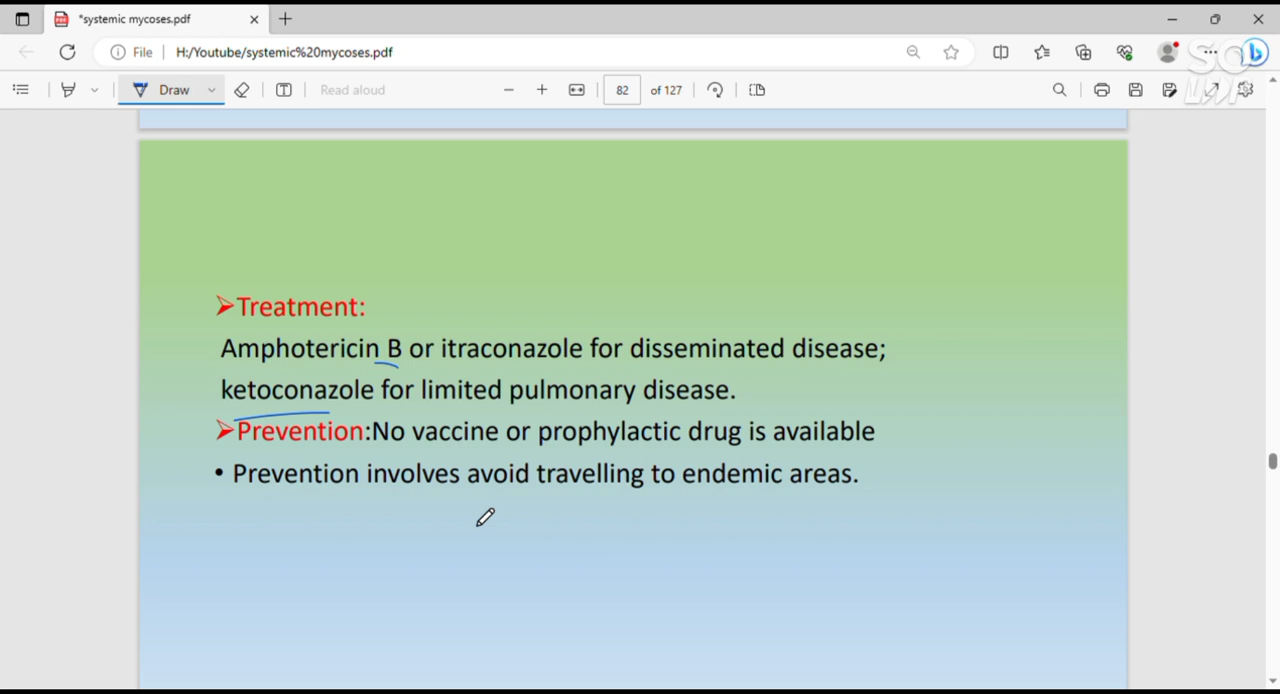 *systemic mycoses.pdf
File H:/Youtube/systemic%20mycoses.pdf
Draw Read aloud 82 of 127
➢Treatment:
Amphotericin B or itraconazole for disseminated disease;
ketoconazole for limited pulmonary disease.
➢Prevention:No vaccine or prophylactic drug is available
• Prevention involves avoid travelling to endemic areas.